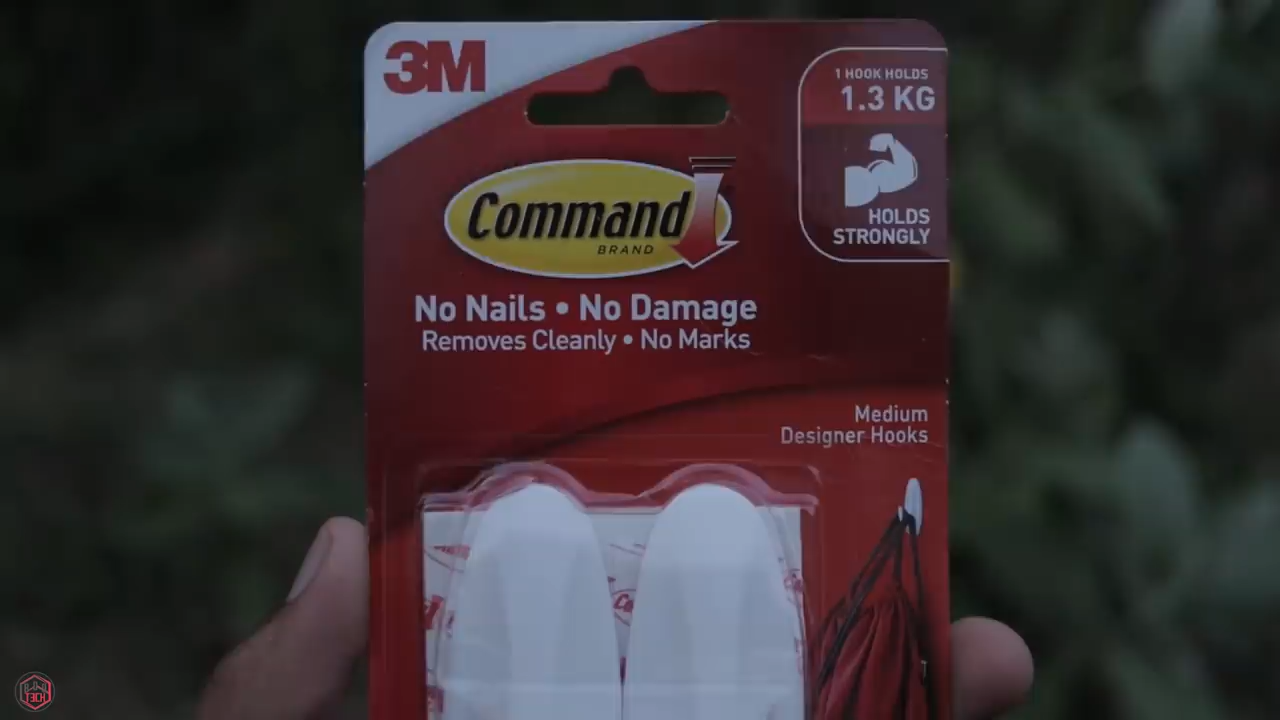 3M
1 HOOK HOLDS
1.3 KG
HOLDS
STRONGLY
Command
BRAND
No Nails • No Damage
Removes Cleanly • No Marks
Medium
Designer Hooks